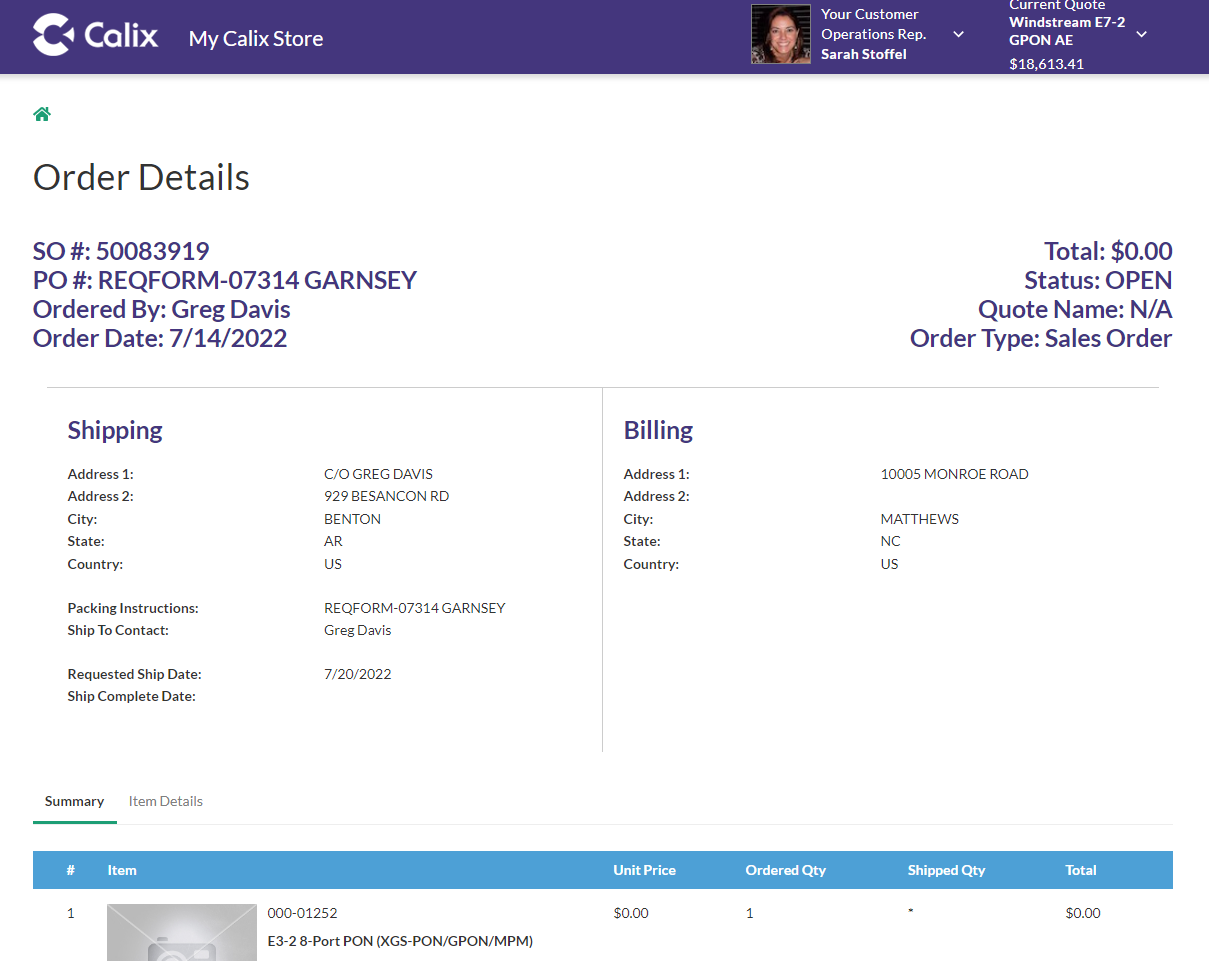 Calix
My Calix Store
Your Customer
Operations Rep.
Sarah Stoffel
Current Quote
Windstream E7-2
GPON AE
$18,613.41
Order Details
SO #: 50083919
PO #: REQFORM-07314 GARNSEY
Ordered By: Greg Davis
Order Date: 7/14/2022
Total: $0.00
Status: OPEN
Quote Name: N/A
Order Type: Sales Order
Shipping
Address 1: C/O GREG DAVIS
Address 2: 929 BESANCON RD
City: BENTON
State: AR
Country: US
Packing Instructions: REQFORM-07314 GARNSEY
Ship To Contact: Greg Davis
Requested Ship Date: 7/20/2022
Ship Complete Date:
Billing
Address 1: 10005 MONROE ROAD
Address 2:
City: MATTHEWS
State: NC
Country: US
Summary Item Details
# Item Unit Price Ordered Qty Shipped Qty Total
1 000-01252 $0.00 1 * $0.00
E3-2 8-Port PON (XGS-PON/GPON/MPM)